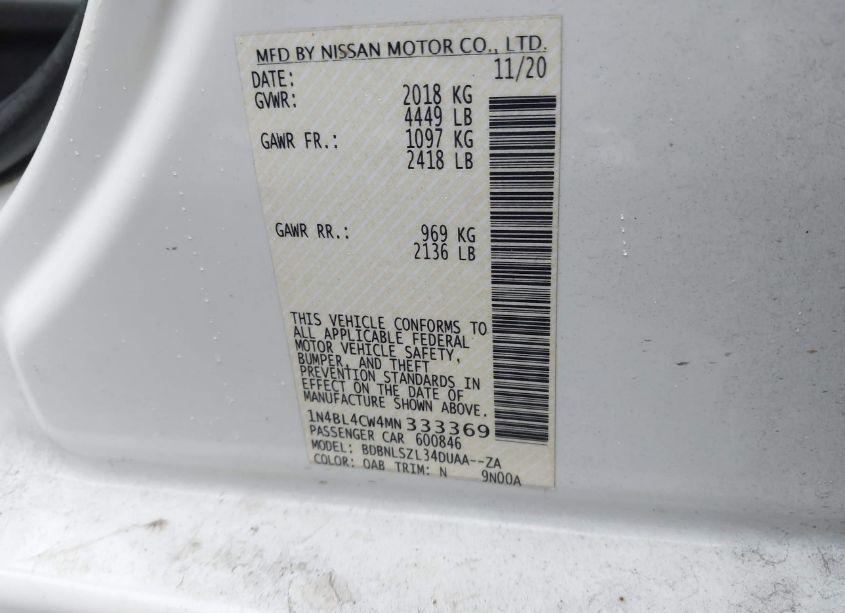 MFD BY NISSAN MOTOR CO., LTD.
DATE: 11/20
GVWR: 2018 KG
4449 LB
GAWR FR.: 1097 KG
2418 LB
GAWR RR.: 969 KG
2136 LB
THIS VEHICLE CONFORMS TO
ALL APPLICABLE FEDERAL
MOTOR VEHICLE SAFETY,
BUMPER, AND THEFT
PREVENTION STANDARDS IN
EFFECT ON THE DATE OF
MANUFACTURE SHOWN ABOVE.
1N4BL4CW4MN 333369
PASSENGER CAR 600846
MODEL: BDBNLSZL34DUAA--ZA
COLOR: QAB TRIM: N 9N00A